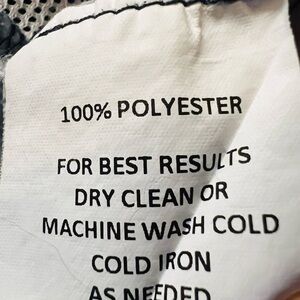 100% POLYESTER
FOR BEST RESULTS
DRY CLEAN OR
MACHINE WASH COLD
COLD IRON
AS NEEDED